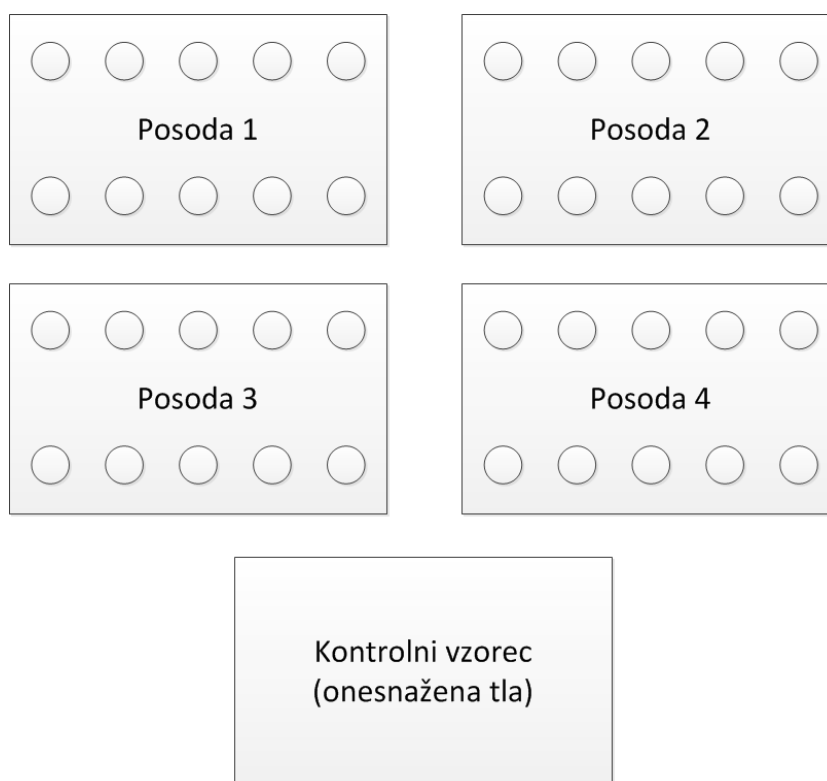 Posoda 1
Posoda 2
Posoda 3
Posoda 4
Kontrolni vzorec
(onesnažena tla)